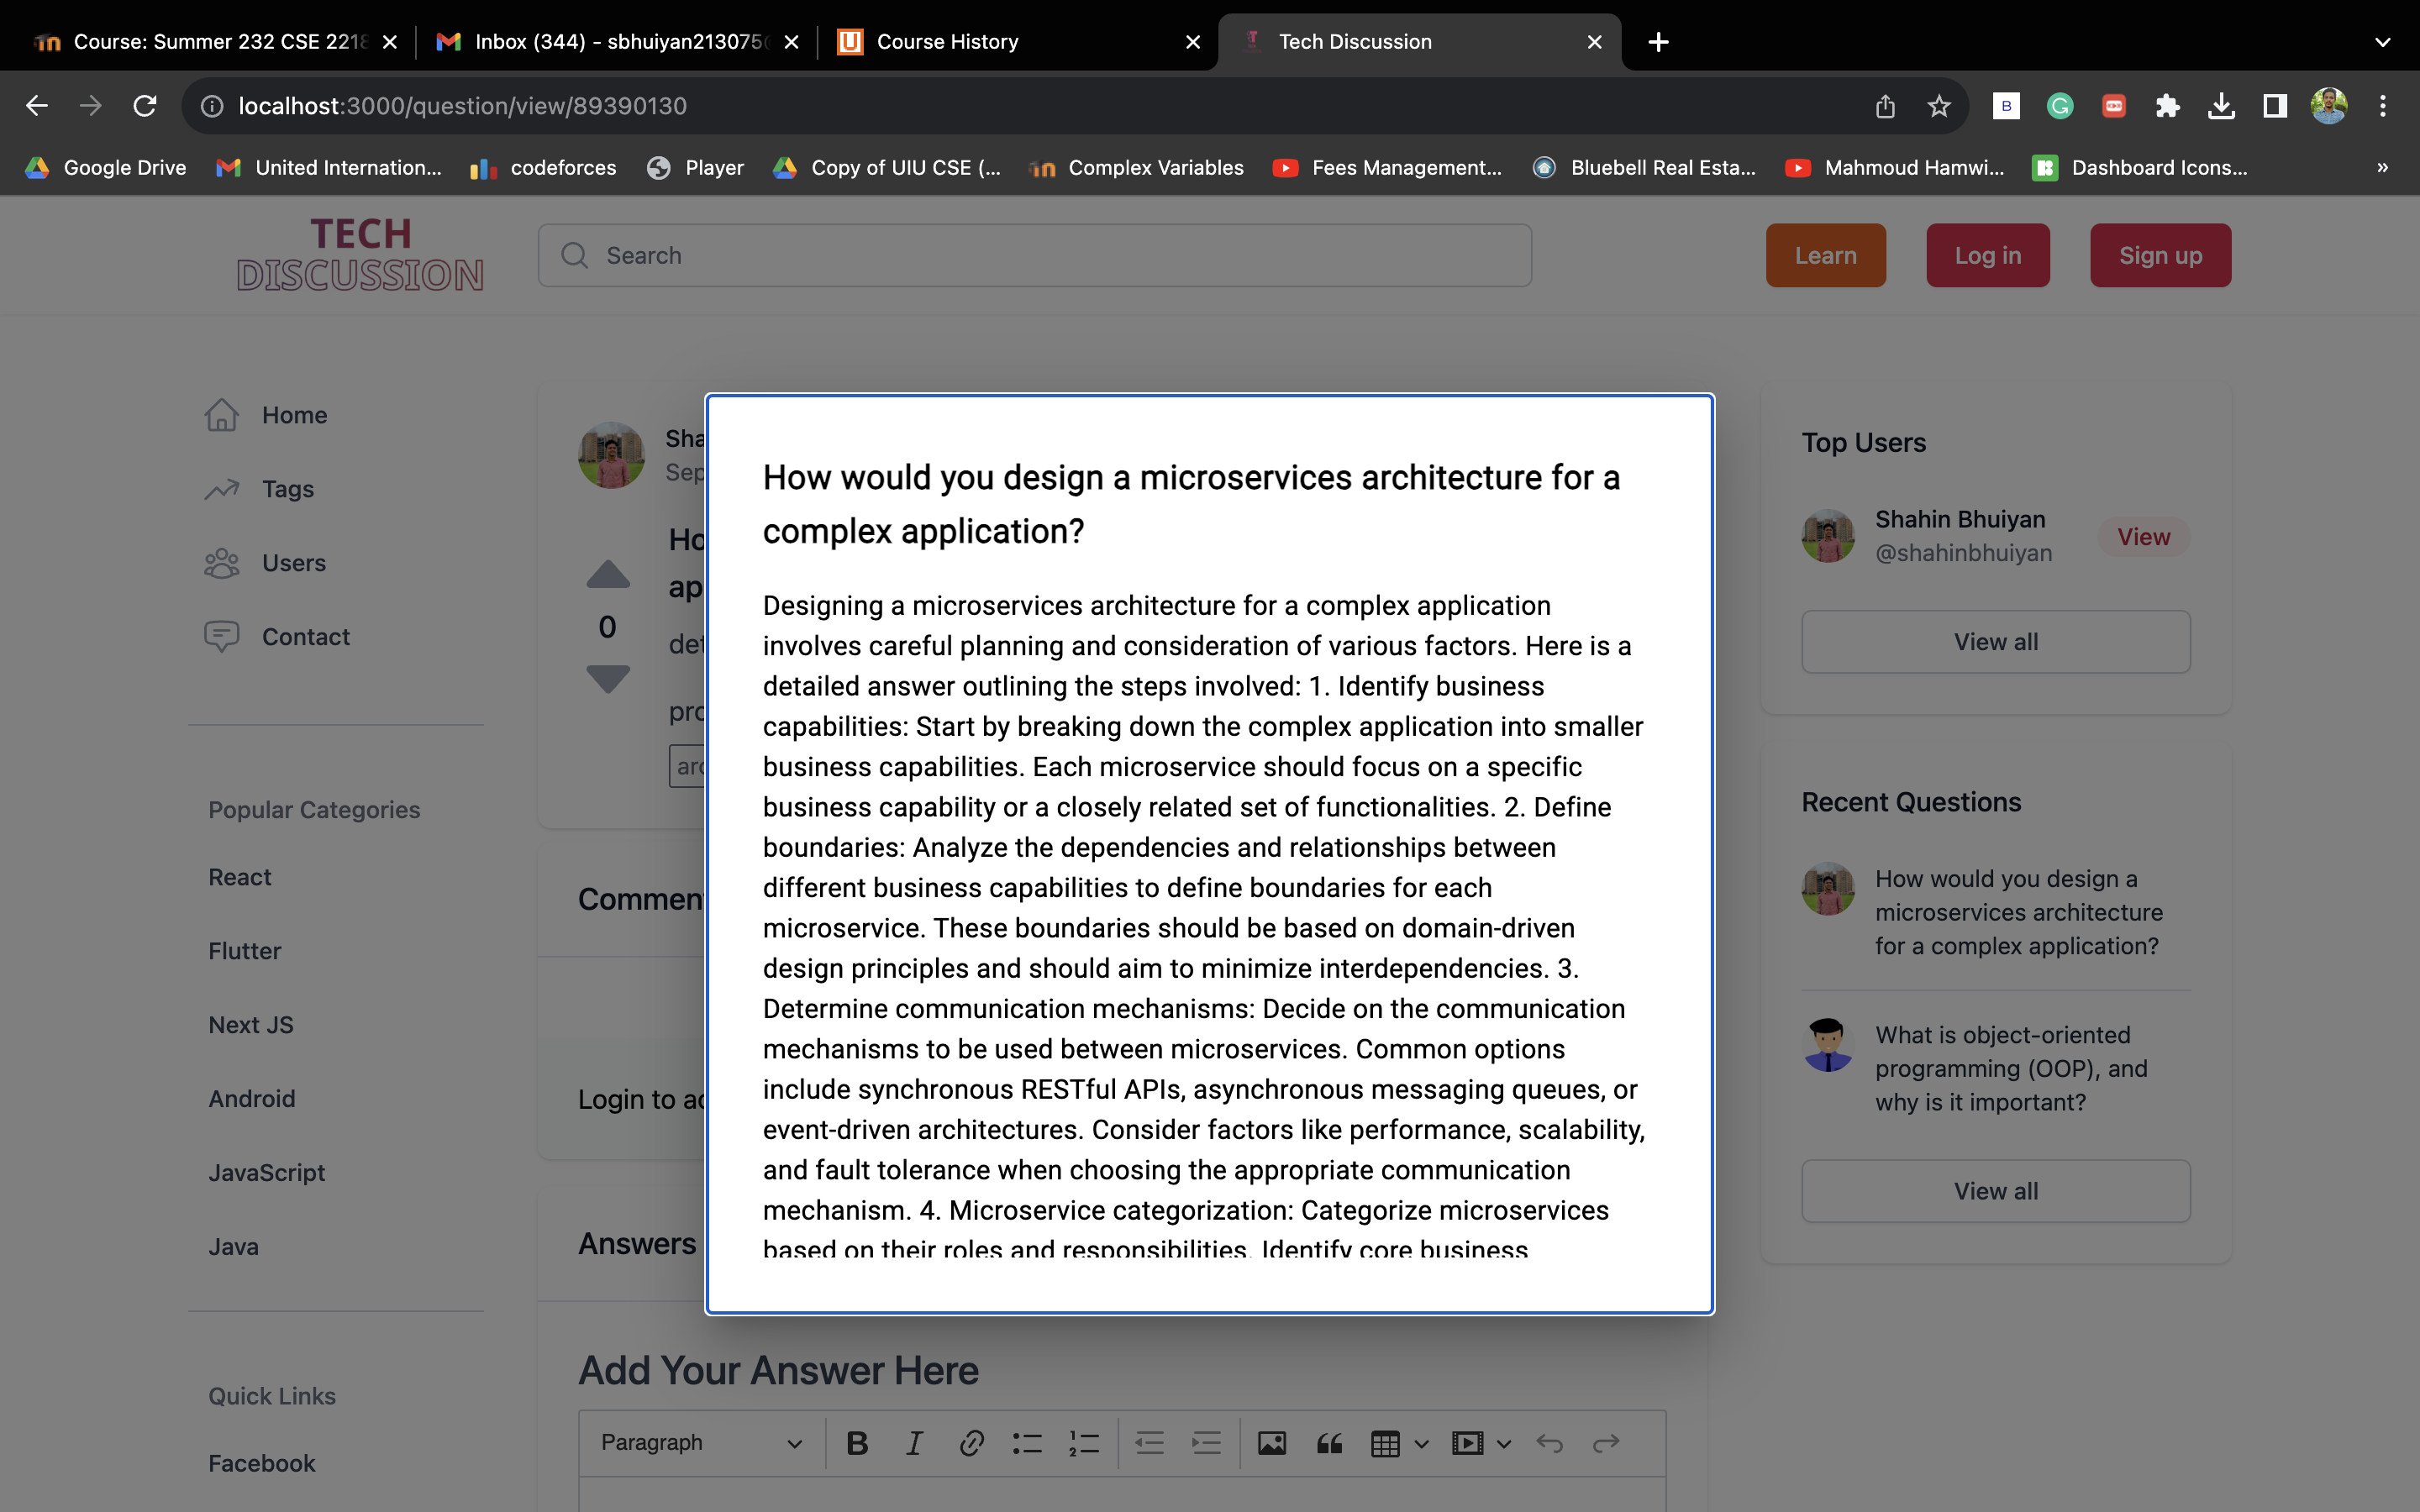 Course: Summer 232 CSE 2218
Inbox (344) - sbhuiyan213075
Course History
Tech Discussion
localhost:3000/question/view/89390130
Google Drive
United Internation...
codeforces
Player
Copy of UIU CSE (...
Complex Variables
Fees Management...
Bluebell Real Esta...
Mahmoud Hamwi...
Dashboard Icons...
TECH
DISCUSSION
Search
Learn
Log in
Sign up
Home
Tags
Users
Contact
Popular Categories
React
Flutter
Next JS
Android
JavaScript
Java
Quick Links
Facebook
Sha
Sep
Ho
ap
0
det
pro
arc
Comment
Login to ad
Answers
Add Your Answer Here
Paragraph
How would you design a microservices architecture for a
complex application?
Designing a microservices architecture for a complex application
involves careful planning and consideration of various factors. Here is a
detailed answer outlining the steps involved: 1. Identify business
capabilities: Start by breaking down the complex application into smaller
business capabilities. Each microservice should focus on a specific
business capability or a closely related set of functionalities. 2. Define
boundaries: Analyze the dependencies and relationships between
different business capabilities to define boundaries for each
microservice. These boundaries should be based on domain-driven
design principles and should aim to minimize interdependencies. 3.
Determine communication mechanisms: Decide on the communication
mechanisms to be used between microservices. Common options
include synchronous RESTful APIs, asynchronous messaging queues, or
event-driven architectures. Consider factors like performance, scalability,
and fault tolerance when choosing the appropriate communication
mechanism. 4. Microservice categorization: Categorize microservices
based on their roles and responsibilities. Identify core business
Top Users
Shahin Bhuiyan
@shahinbhuiyan
View
View all
Recent Questions
How would you design a
microservices architecture
for a complex application?
What is object-oriented
programming (OOP), and
why is it important?
View all